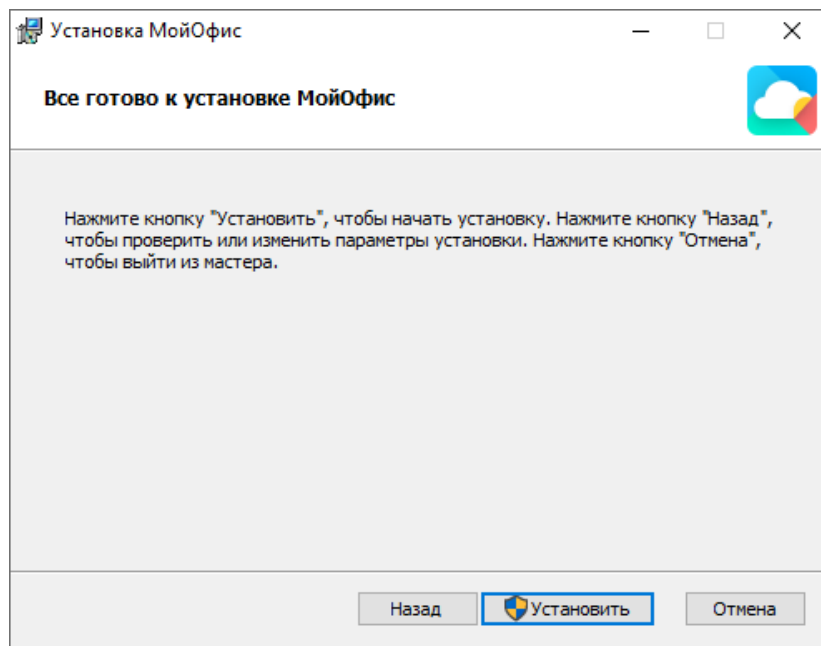 Установка МойОфис
Все готово к установке МойОфис
Нажмите кнопку "Установить", чтобы начать установку. Нажмите кнопку "Назад",
чтобы проверить или изменить параметры установки. Нажмите кнопку "Отмена",
чтобы выйти из мастера.
Назад Установить Отмена